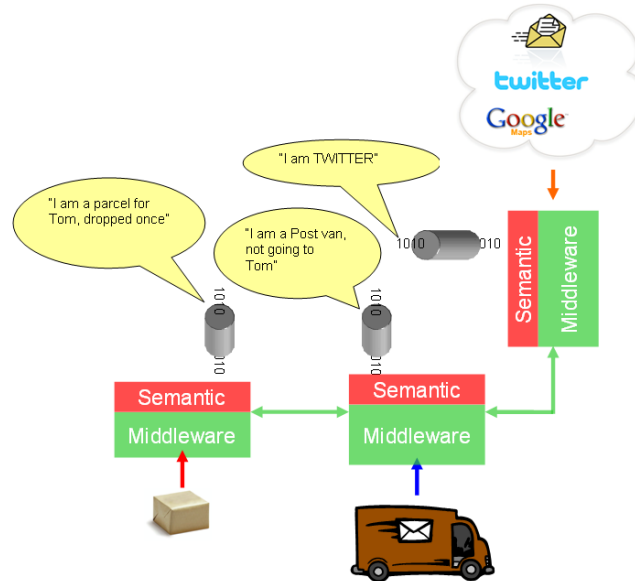 twitter
Google
Maps
"I am TWITTER"
"I am a parcel for
Tom, dropped once"
"I am a Post van,
not going to
Tom"
1010
010
1010
010
1010
010
Semantic
Middleware
Semantic
Middleware
Semantic
Middleware